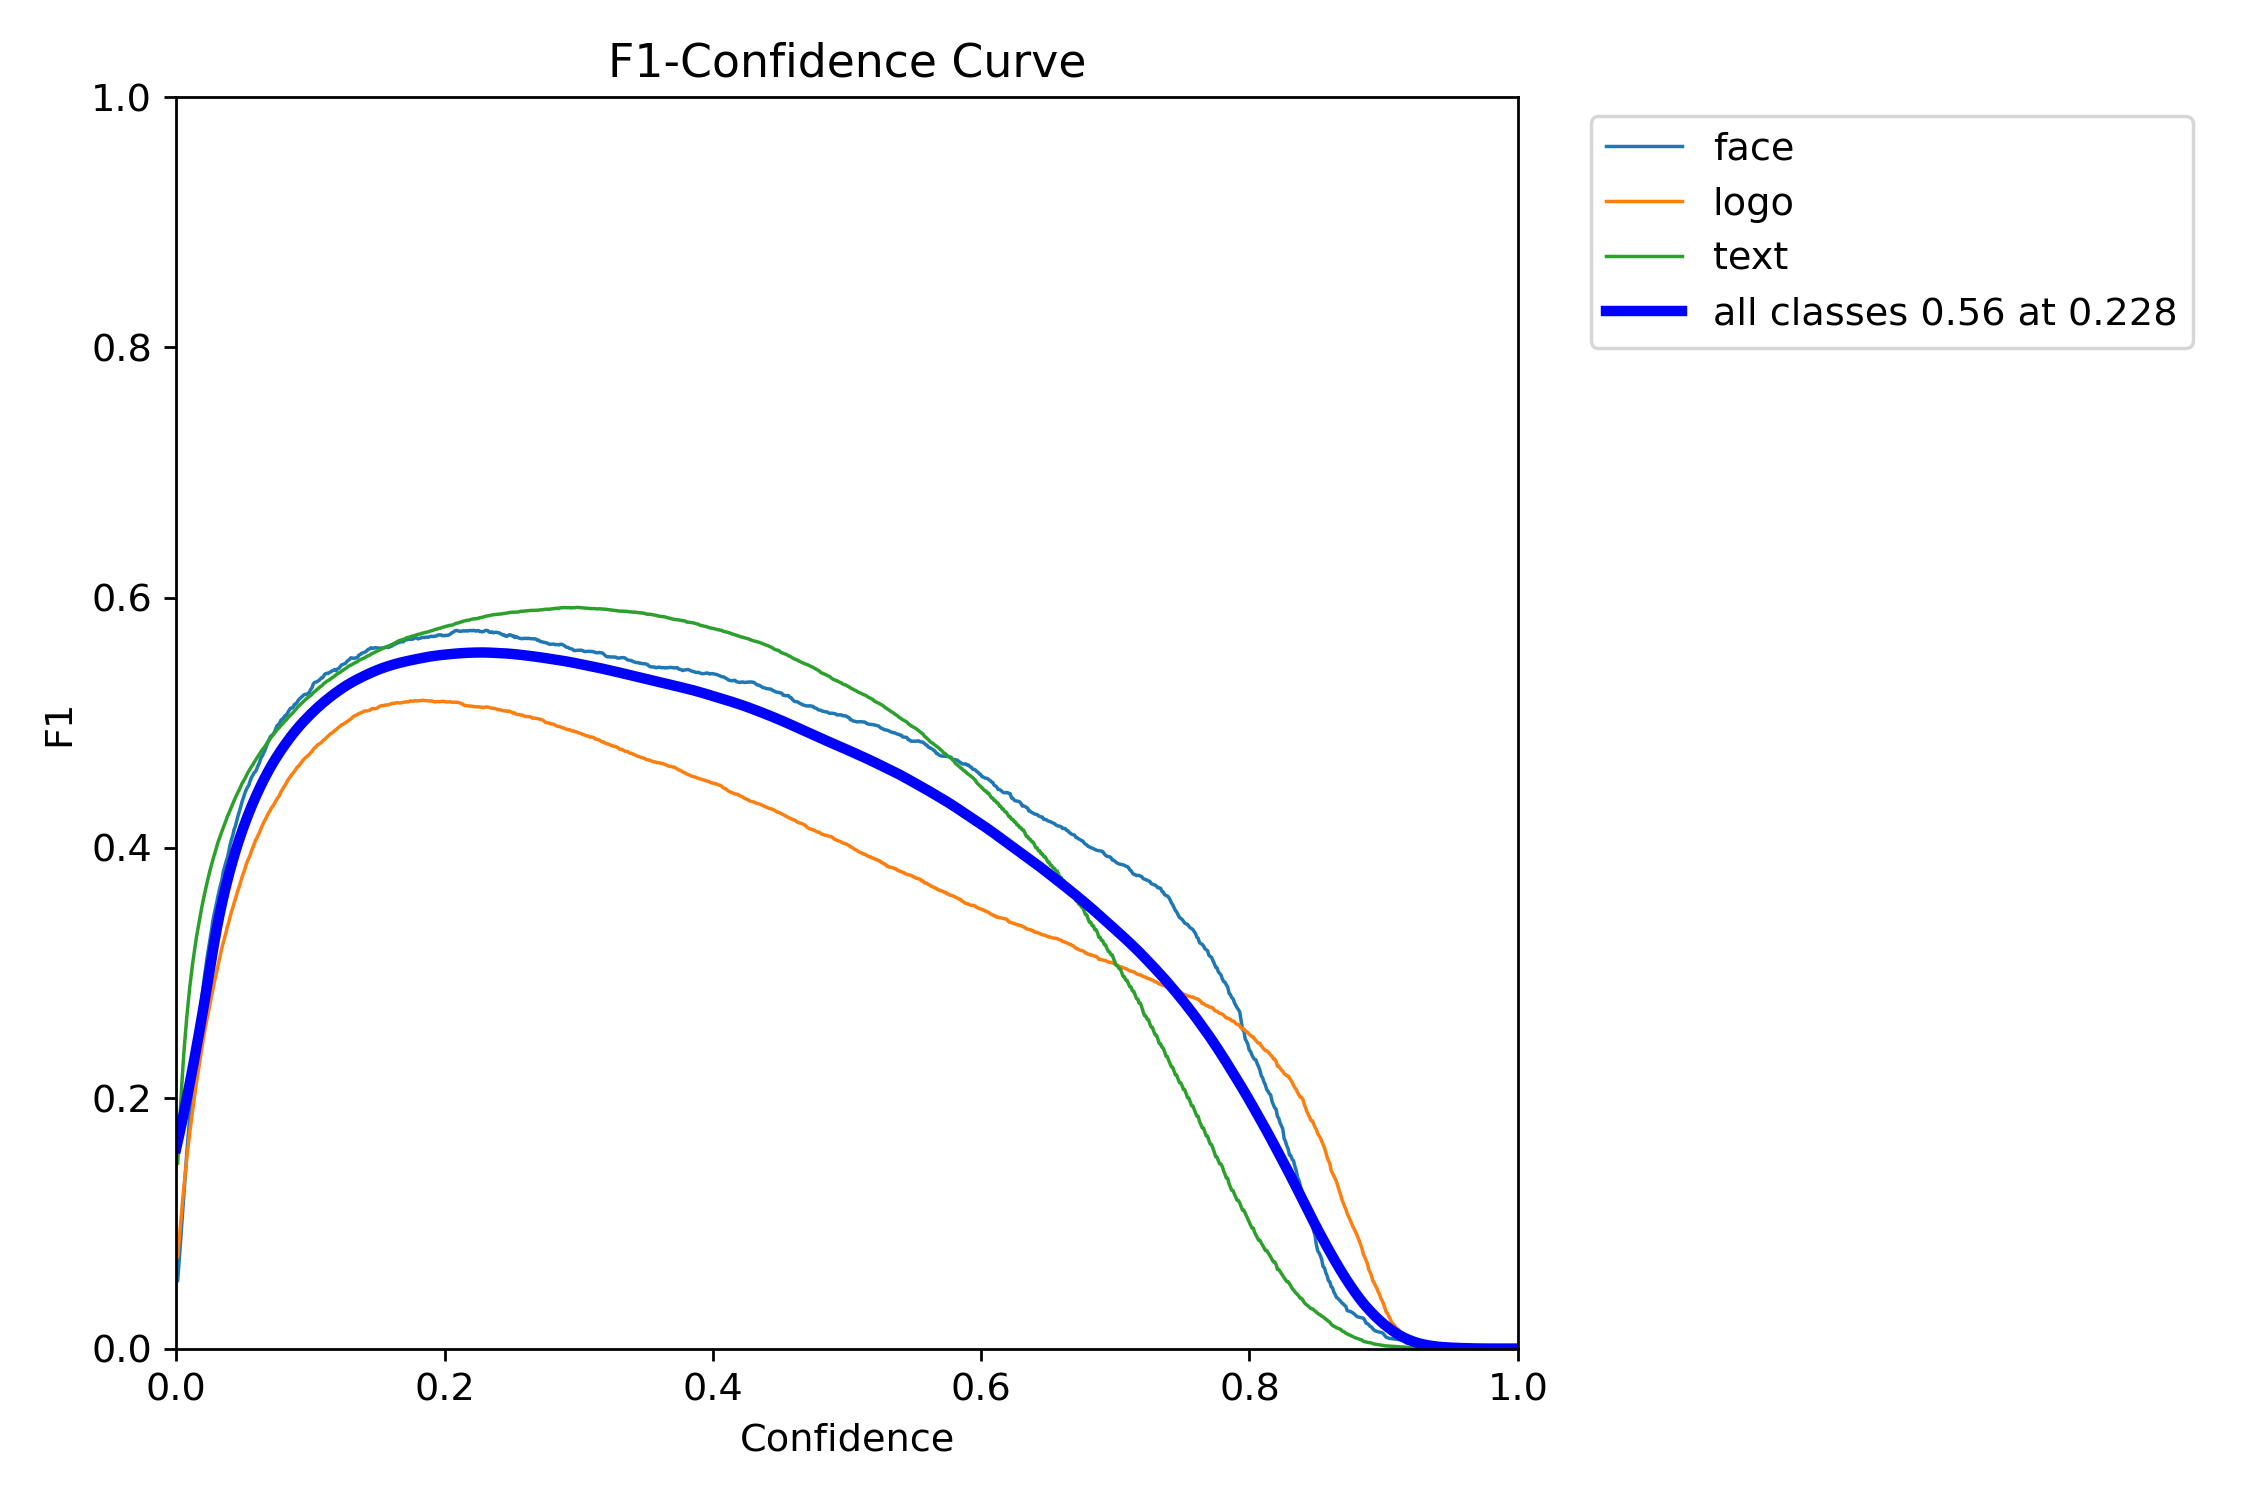 F1-Confidence Curve
1.0
0.8
0.6
0.4
0.2
0.0
F1
0.0 0.2 0.4 0.6 0.8 1.0
Confidence
face
logo
text
all classes 0.56 at 0.228